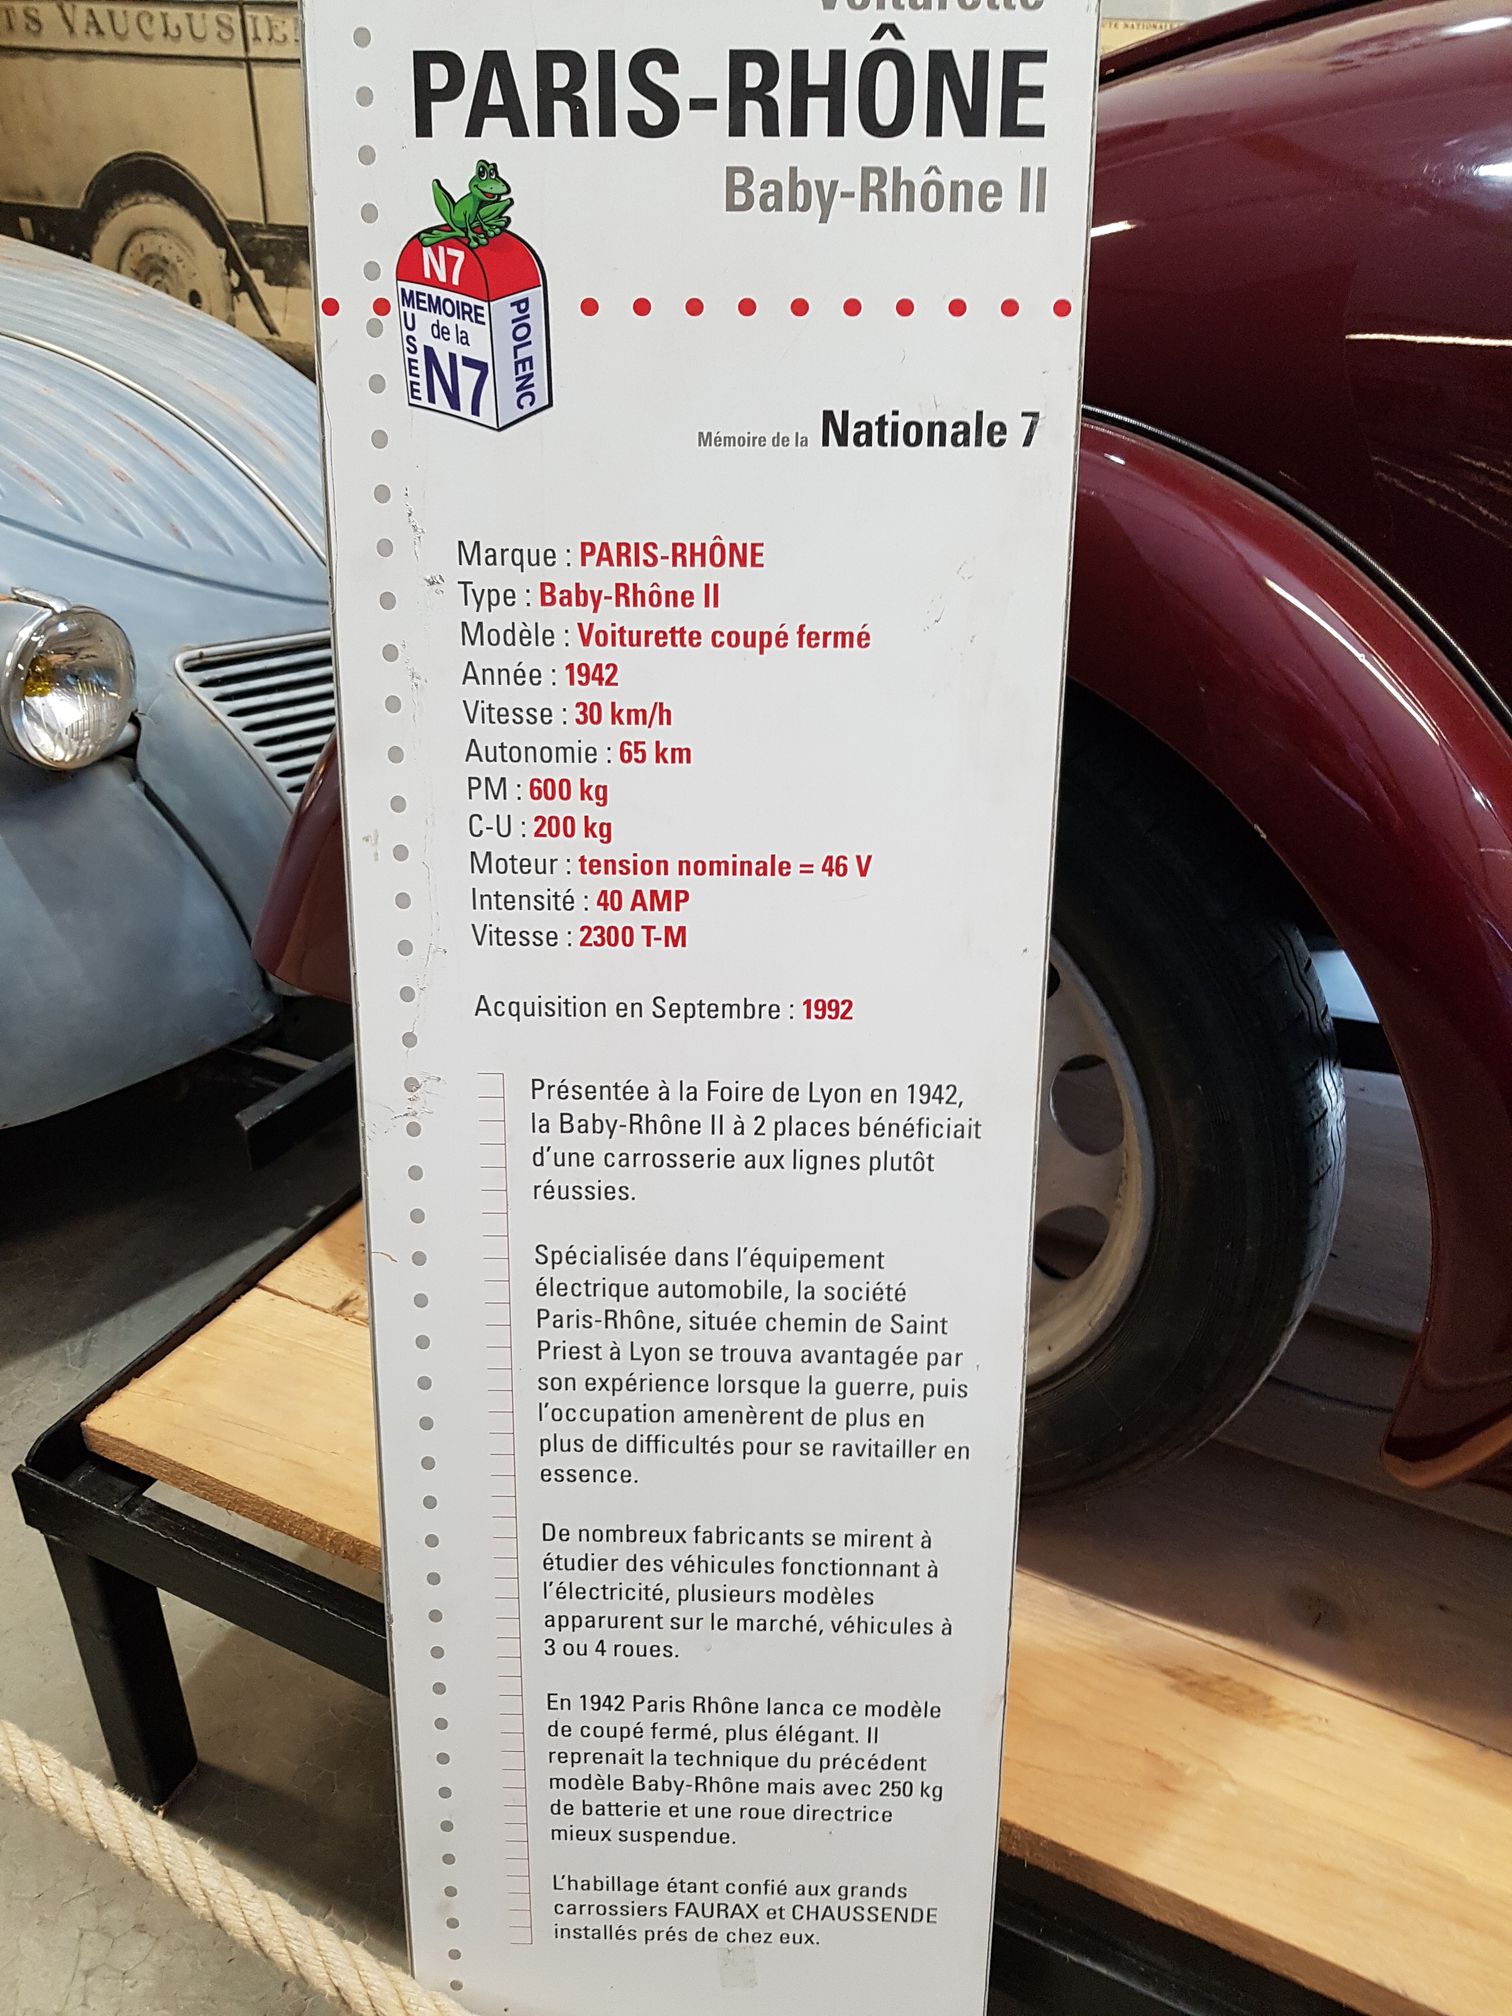 TS VAUCLUSIEN
Voiturette
PARIS-RHÔNE
Baby-Rhône II
N7
MEMOIRE
de la
N7
MUSEE
PIOLENC
Mémoire de la Nationale 7
Marque : PARIS-RHÔNE
Type : Baby-Rhône II
Modèle : Voiturette coupé fermé
Année : 1942
Vitesse : 30 km/h
Autonomie : 65 km
PM : 600 kg
C-U : 200 kg
Moteur : tension nominale = 46 V
Intensité : 40 AMP
Vitesse : 2300 T-M
Acquisition en Septembre : 1992
Présentée à la Foire de Lyon en 1942,
la Baby-Rhône II à 2 places bénéficiait
d'une carrosserie aux lignes plutôt
réussies.
Spécialisée dans l'équipement
électrique automobile, la société
Paris-Rhône, située chemin de Saint
Priest à Lyon se trouva avantagée par
son expérience lorsque la guerre, puis
l'occupation amenèrent de plus en
plus de difficultés pour se ravitailler en
essence.
De nombreux fabricants se mirent à
étudier des véhicules fonctionnant à
l'électricité, plusieurs modèles
apparurent sur le marché, véhicules à
3 ou 4 roues.
En 1942 Paris Rhône lanca ce modèle
de coupé fermé, plus élégant. Il
reprenait la technique du précédent
modèle Baby-Rhône mais avec 250 kg
de batterie et une roue directrice
mieux suspendue.
L'habillage étant confié aux grands
carrossiers FAURAX et CHAUSSENDE
installés prés de chez eux.